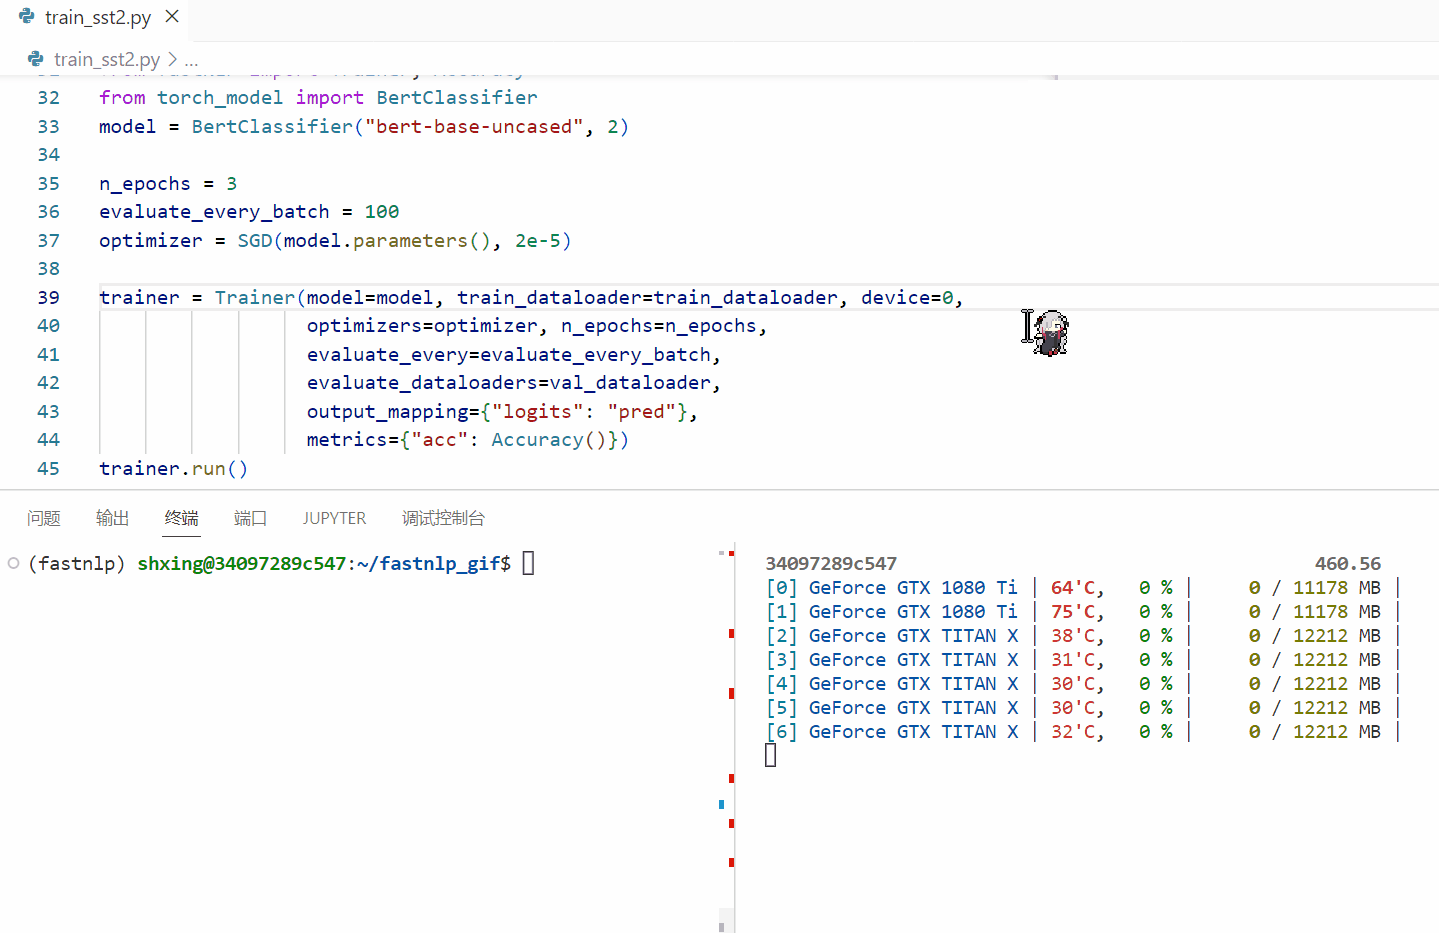 train_sst2.py
train_sst2.py > ...
32 from torch_model import BertClassifier
33 model = BertClassifier("bert-base-uncased", 2)
34
35 n_epochs = 3
36 evaluate_every_batch = 100
37 optimizer = SGD(model.parameters(), 2e-5)
38
39 trainer = Trainer(model=model, train_dataloader=train_dataloader, device=0,
40 optimizers=optimizer, n_epochs=n_epochs,
41 evaluate_every=evaluate_every_batch,
42 evaluate_dataloaders=val_dataloader,
43 output_mapping={"logits": "pred"},
44 metrics={"acc": Accuracy()})
45 trainer.run()
问题 输出 终端 端口 JUPYTER 调试控制台
(fastnlp) shxing@34097289c547:~/fastnlp_gif$
34097289c547 460.56
[0] GeForce GTX 1080 Ti | 64'C, 0 % | 0 / 11178 MB |
[1] GeForce GTX 1080 Ti | 75'C, 0 % | 0 / 11178 MB |
[2] GeForce GTX TITAN X | 38'C, 0 % | 0 / 12212 MB |
[3] GeForce GTX TITAN X | 31'C, 0 % | 0 / 12212 MB |
[4] GeForce GTX TITAN X | 30'C, 0 % | 0 / 12212 MB |
[5] GeForce GTX TITAN X | 30'C, 0 % | 0 / 12212 MB |
[6] GeForce GTX TITAN X | 32'C, 0 % | 0 / 12212 MB |